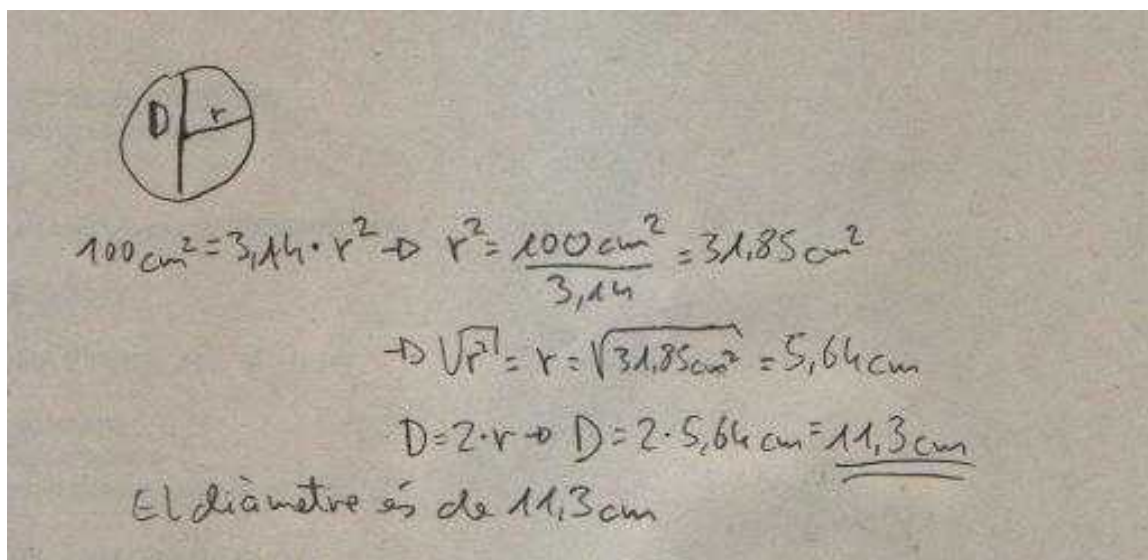 D r
100 cm² = 3,14 · r² → r² = 100 cm² / 3,14 = 31,85 cm²
→ √r² = r = √31,85 cm² = 5,64 cm
D = 2 · r → D = 2 · 5,64 cm = 11,3 cm
El diàmetre és de 11,3 cm